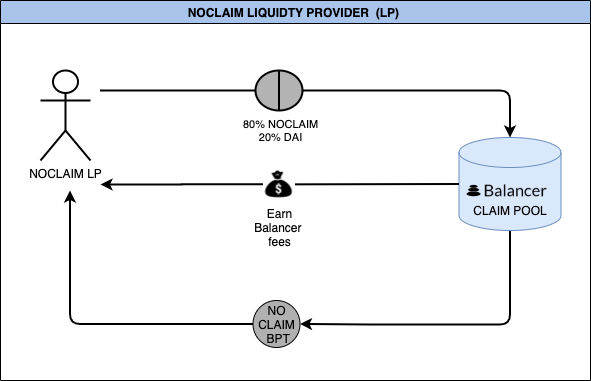 NOCLAIM LIQUIDTY PROVIDER (LP)
80% NOCLAIM
20% DAI
NOCLAIM LP
$
Balancer
CLAIM POOL
Earn
Balancer
fees
NO
CLAIM
BPT